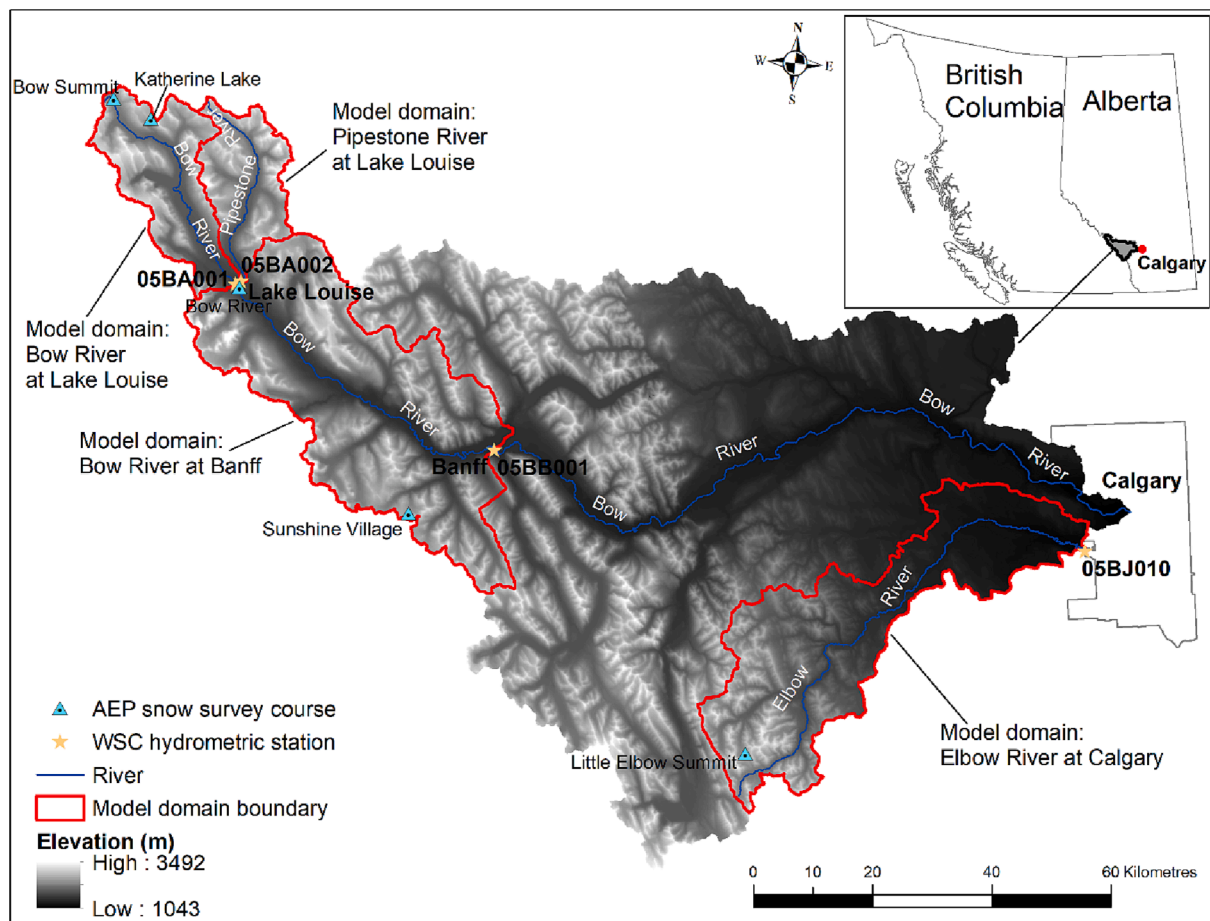 N
W
E
S
British
Columbia
Alberta
Calgary
Bow Summit
Katherine Lake
Model domain:
Pipestone River
at Lake Louise
River
Bow
Pipestone
River
05BA002
05BA001
Lake Louise
Bow River
Model domain:
Bow River
at Lake Louise
Bow
River
Model domain:
Bow River at Banff
Banff 05BB001
Bow
River
Bow
River
Calgary
Sunshine Village
05BJ010
River
Elbow
Little Elbow Summit
Model domain:
Elbow River at Calgary
AEP snow survey course
WSC hydrometric station
River
Model domain boundary
Elevation (m)
High : 3492
Low : 1043
0 10 20 40 60 Kilometres